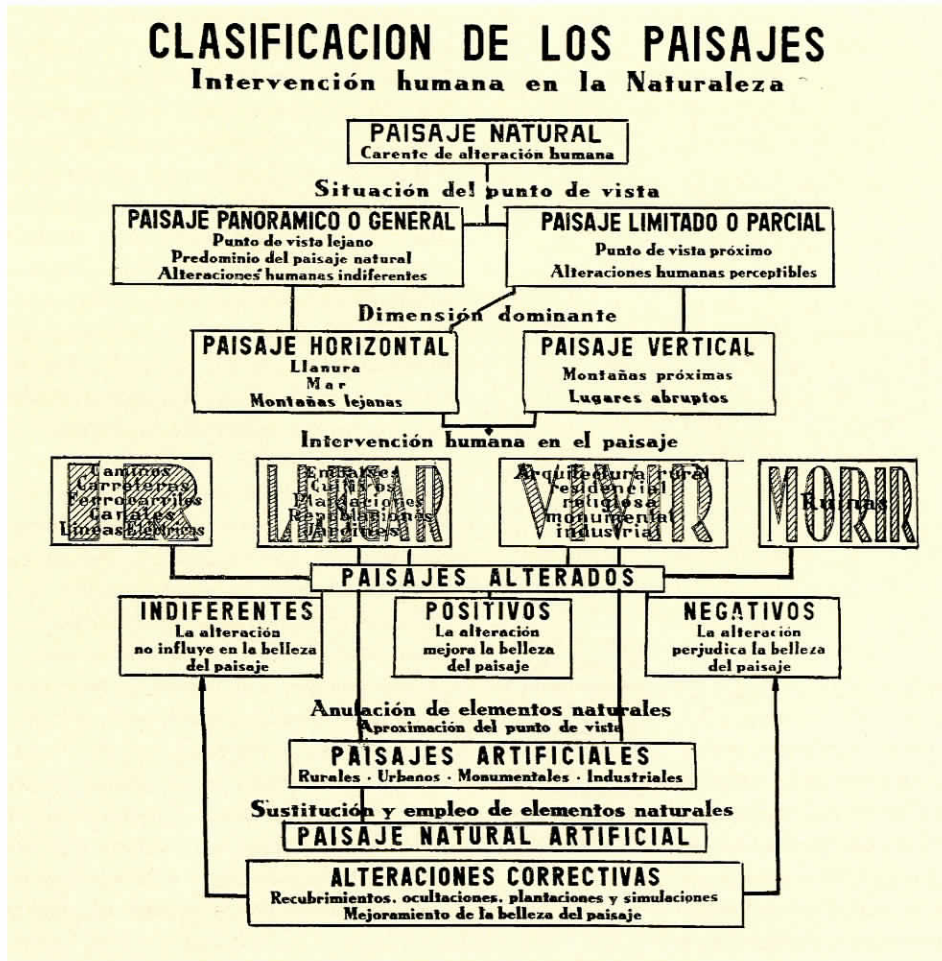 CLASIFICACION DE LOS PAISAJES
Intervención humana en la Naturaleza
PAISAJE NATURAL
Carente de alteración humana
Situación del punto de vista
PAISAJE PANORAMICO O GENERAL
Punto de vista lejano
Predominio del paisaje natural
Alteraciones humanas indiferentes
PAISAJE LIMITADO O PARCIAL
Punto de vista próximo
Alteraciones humanas perceptibles
Dimensión dominante
PAISAJE HORIZONTAL
Llanura
Mar
Montañas lejanas
PAISAJE VERTICAL
Montañas próximas
Lugares abruptos
Intervención humana en el paisaje
Caminos
Carreteras
Ferrocarriles
Canales
Lineas Eléctricas
LLEGAR
Embalses
Cultivos
Plantaciones
Repoblaciones
Jardines
VIVIR
Arquitectura rural
residencial
religiosa
monumental
industrial
MORIR
Ruinas
PAISAJES ALTERADOS
INDIFERENTES
La alteración
no influye en la belleza
del paisaje
POSITIVOS
La alteración
mejora la belleza
del paisaje
NEGATIVOS
La alteración
perjudica la belleza
del paisaje
Anulación de elementos naturales
Aproximación del punto de vista
PAISAJES ARTIFICIALES
Rurales · Urbanos · Monumentales · Industriales
Sustitución y empleo de elementos naturales
PAISAJE NATURAL ARTIFICIAL
ALTERACIONES CORRECTIVAS
Recubrimientos, ocultaciones, plantaciones y simulaciones
Mejoramiento de la belleza del paisaje